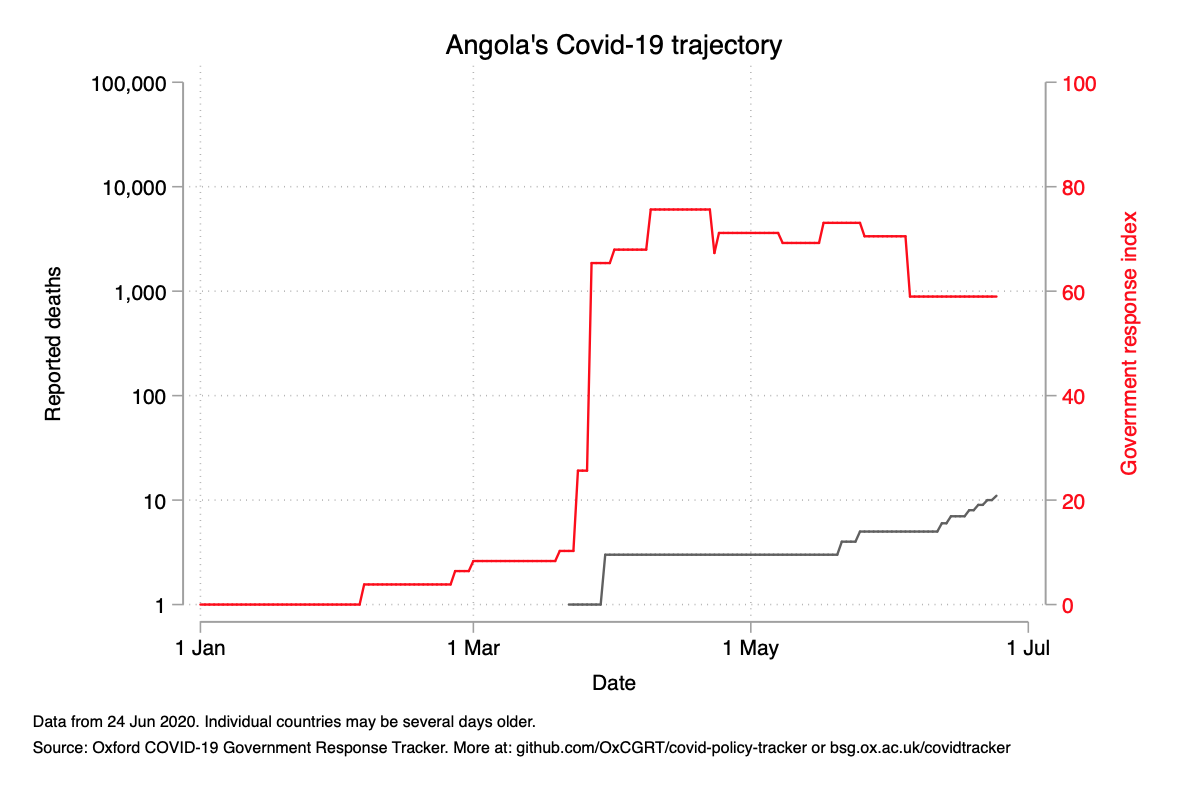 Angola's Covid-19 trajectory
100,000
10,000
1,000
100
10
1
Reported deaths
100
80
60
40
20
0
Government response index
1 Jan
1 Mar
1 May
1 Jul
Date
Data from 24 Jun 2020. Individual countries may be several days older.
Source: Oxford COVID-19 Government Response Tracker. More at: github.com/OxCGRT/covid-policy-tracker or bsg.ox.ac.uk/covidtracker